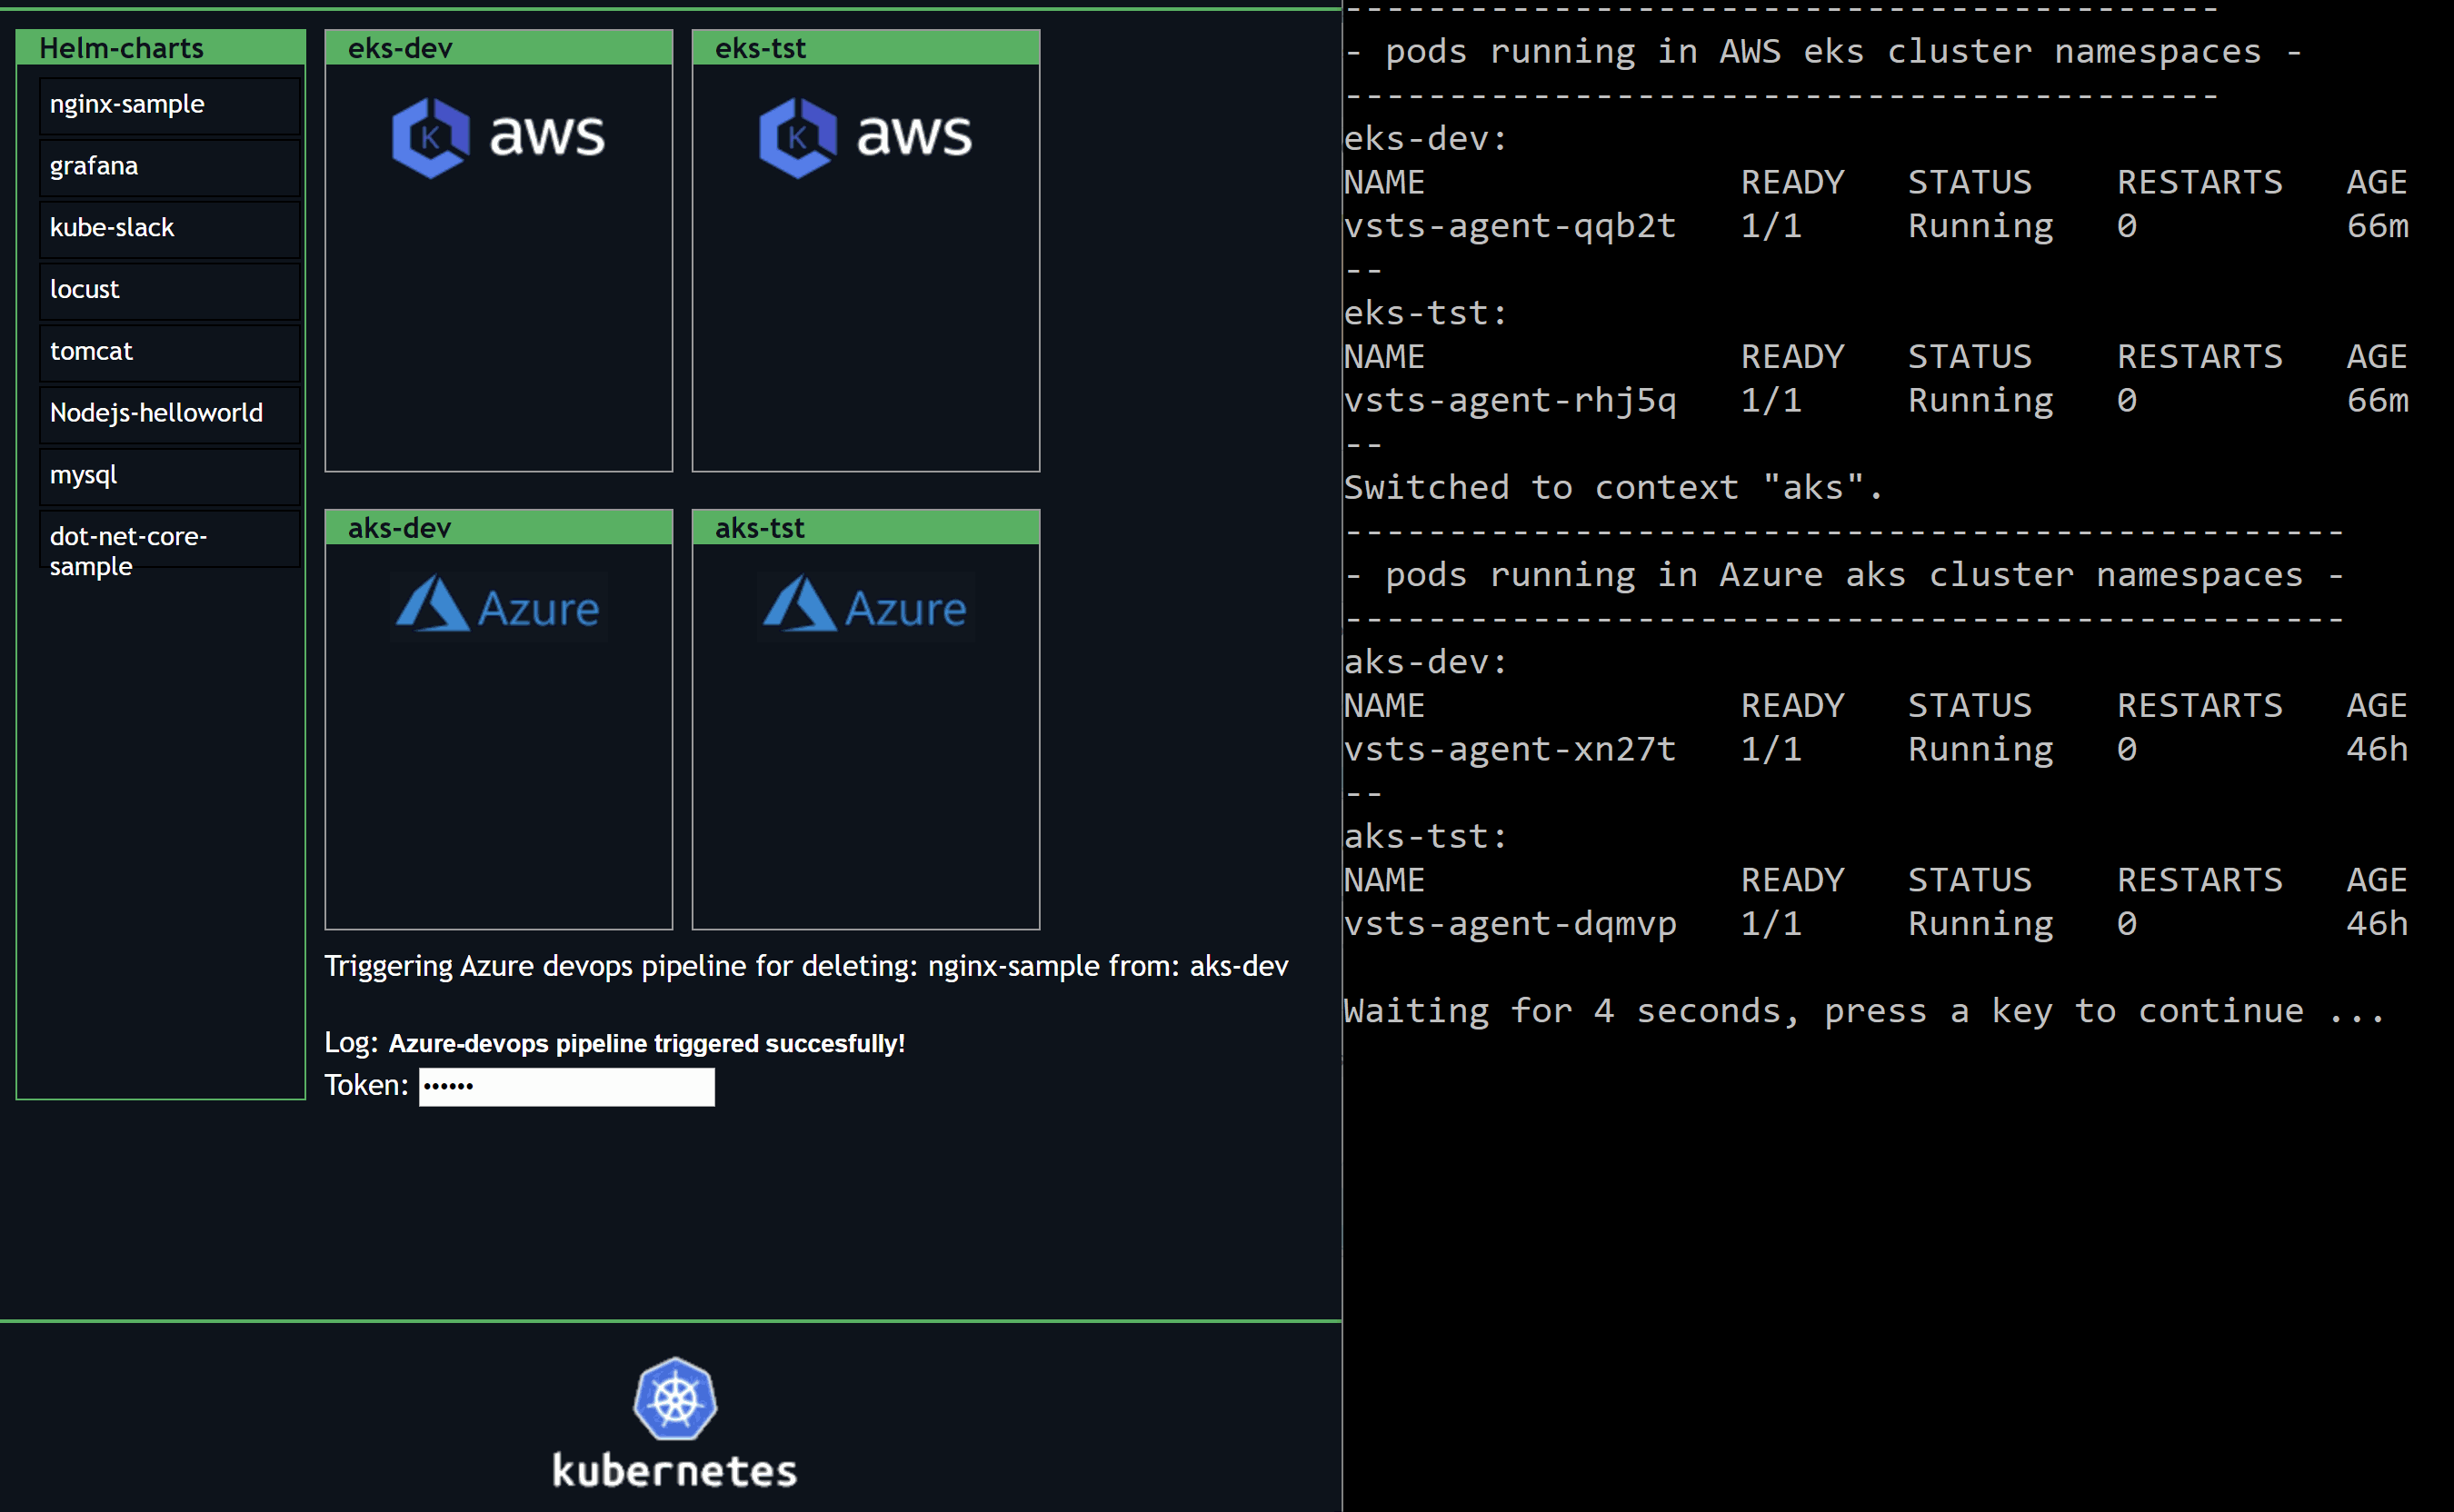 Helm-charts
nginx-sample
grafana
kube-slack
locust
tomcat
Nodejs-helloworld
mysql
dot-net-core-
sample
eks-dev
K aws
eks-tst
K aws
aks-dev
Azure
aks-tst
Azure
Triggering Azure devops pipeline for deleting: nginx-sample from: aks-dev
Log: Azure-devops pipeline triggered succesfully!
Token: ••••••
kubernetes
------------------------------------------
- pods running in AWS eks cluster namespaces -
------------------------------------------
eks-dev:
NAME READY STATUS RESTARTS AGE
vsts-agent-qqb2t 1/1 Running 0 66m
--
eks-tst:
NAME READY STATUS RESTARTS AGE
vsts-agent-rhj5q 1/1 Running 0 66m
--
Switched to context "aks".
------------------------------------------------
- pods running in Azure aks cluster namespaces -
------------------------------------------------
aks-dev:
NAME READY STATUS RESTARTS AGE
vsts-agent-xn27t 1/1 Running 0 46h
--
aks-tst:
NAME READY STATUS RESTARTS AGE
vsts-agent-dqmvp 1/1 Running 0 46h
Waiting for 4 seconds, press a key to continue ...